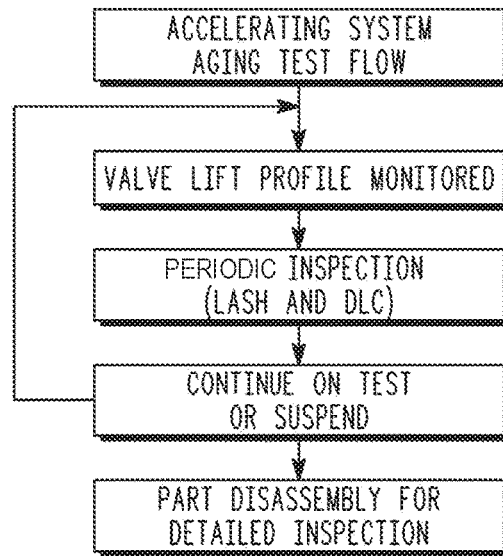 ACCELERATING SYSTEM
AGING TEST FLOW
VALVE LIFT PROFILE MONITORED
PERIODIC INSPECTION
(LASH AND DLC)
CONTINUE ON TEST
OR SUSPEND
PART DISASSEMBLY FOR
DETAILED INSPECTION